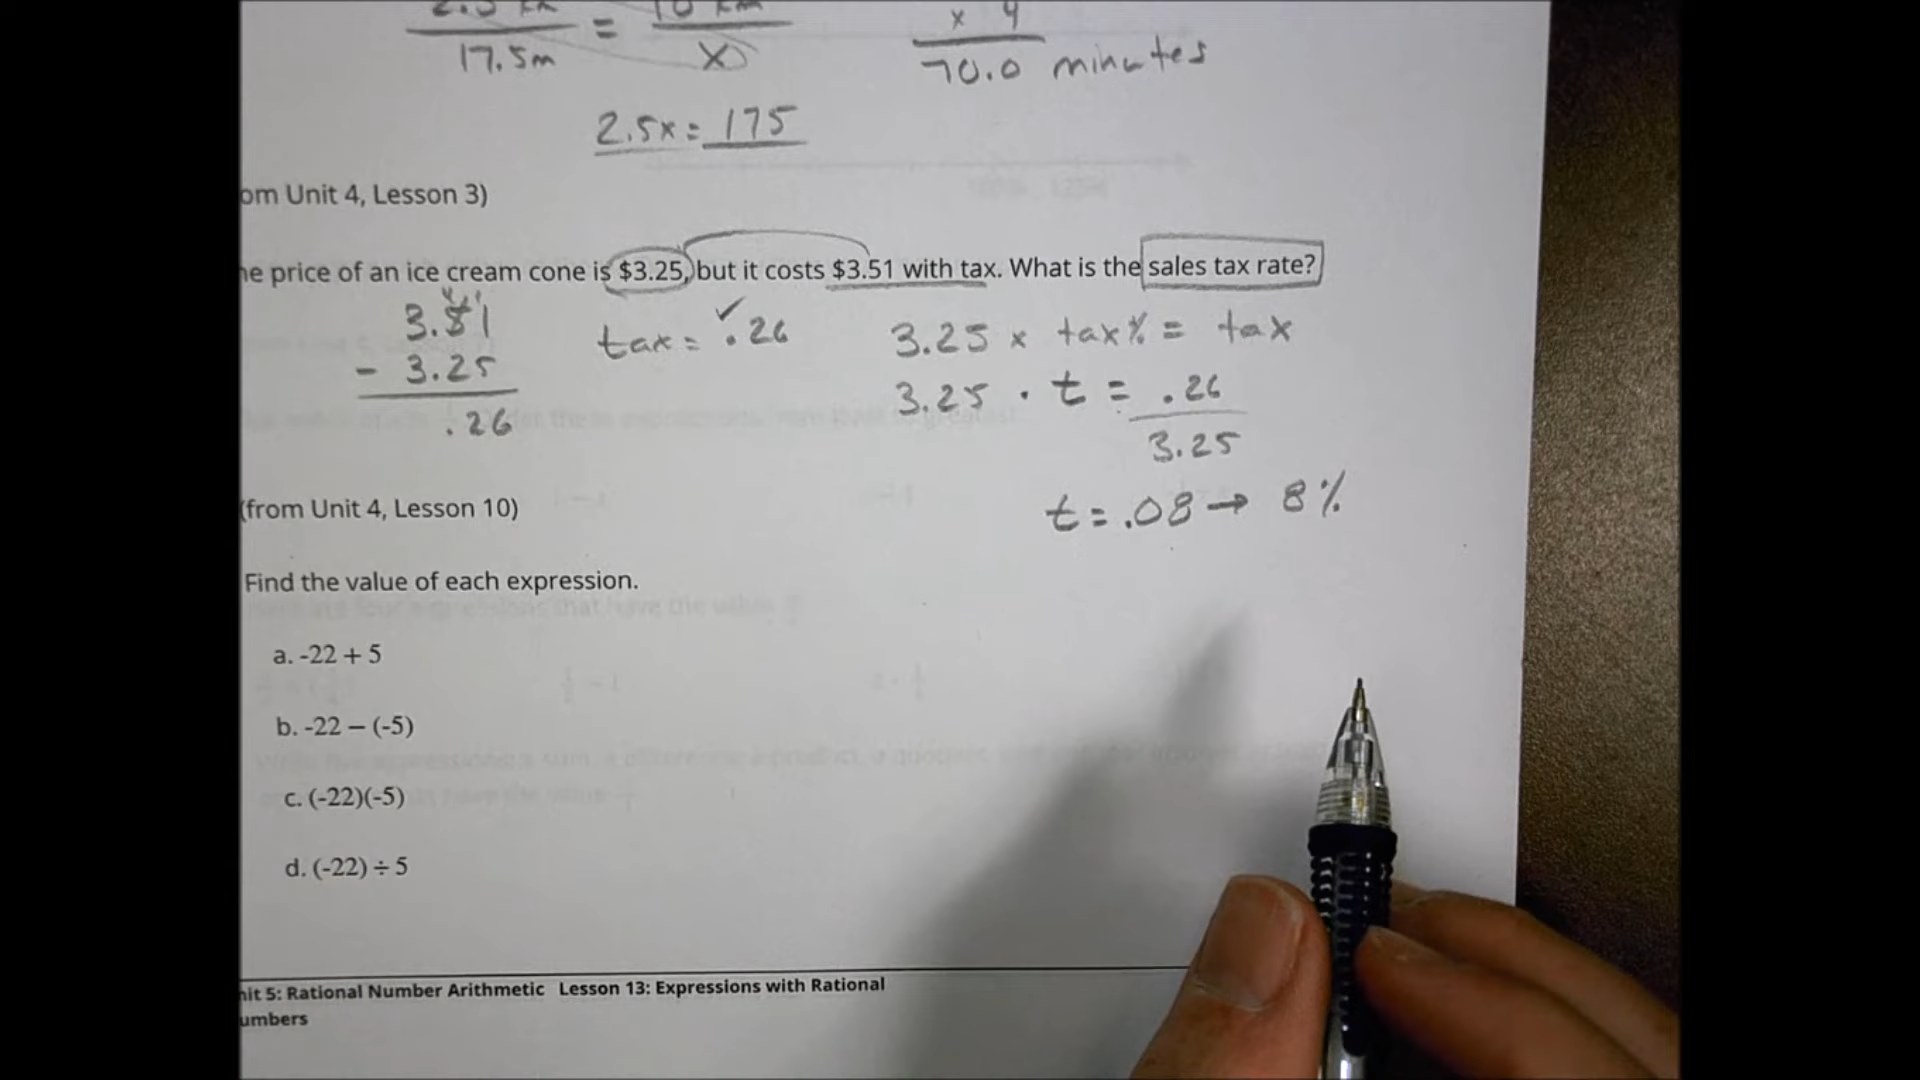 17.5m = x
x 4
70.0 minutes
2.5x = 175
om Unit 4, Lesson 3)
he price of an ice cream cone is $3.25, but it costs $3.51 with tax. What is the sales tax rate?
3.51
- 3.25
.26
tax = .26
3.25 x tax% = tax
3.25 · t = .26
3.25
t = .08 → 8%
(from Unit 4, Lesson 10)
Find the value of each expression.
a. -22 + 5
b. -22 – (-5)
c. (-22)(-5)
d. (-22) ÷ 5
nit 5: Rational Number Arithmetic Lesson 13: Expressions with Rational
umbers